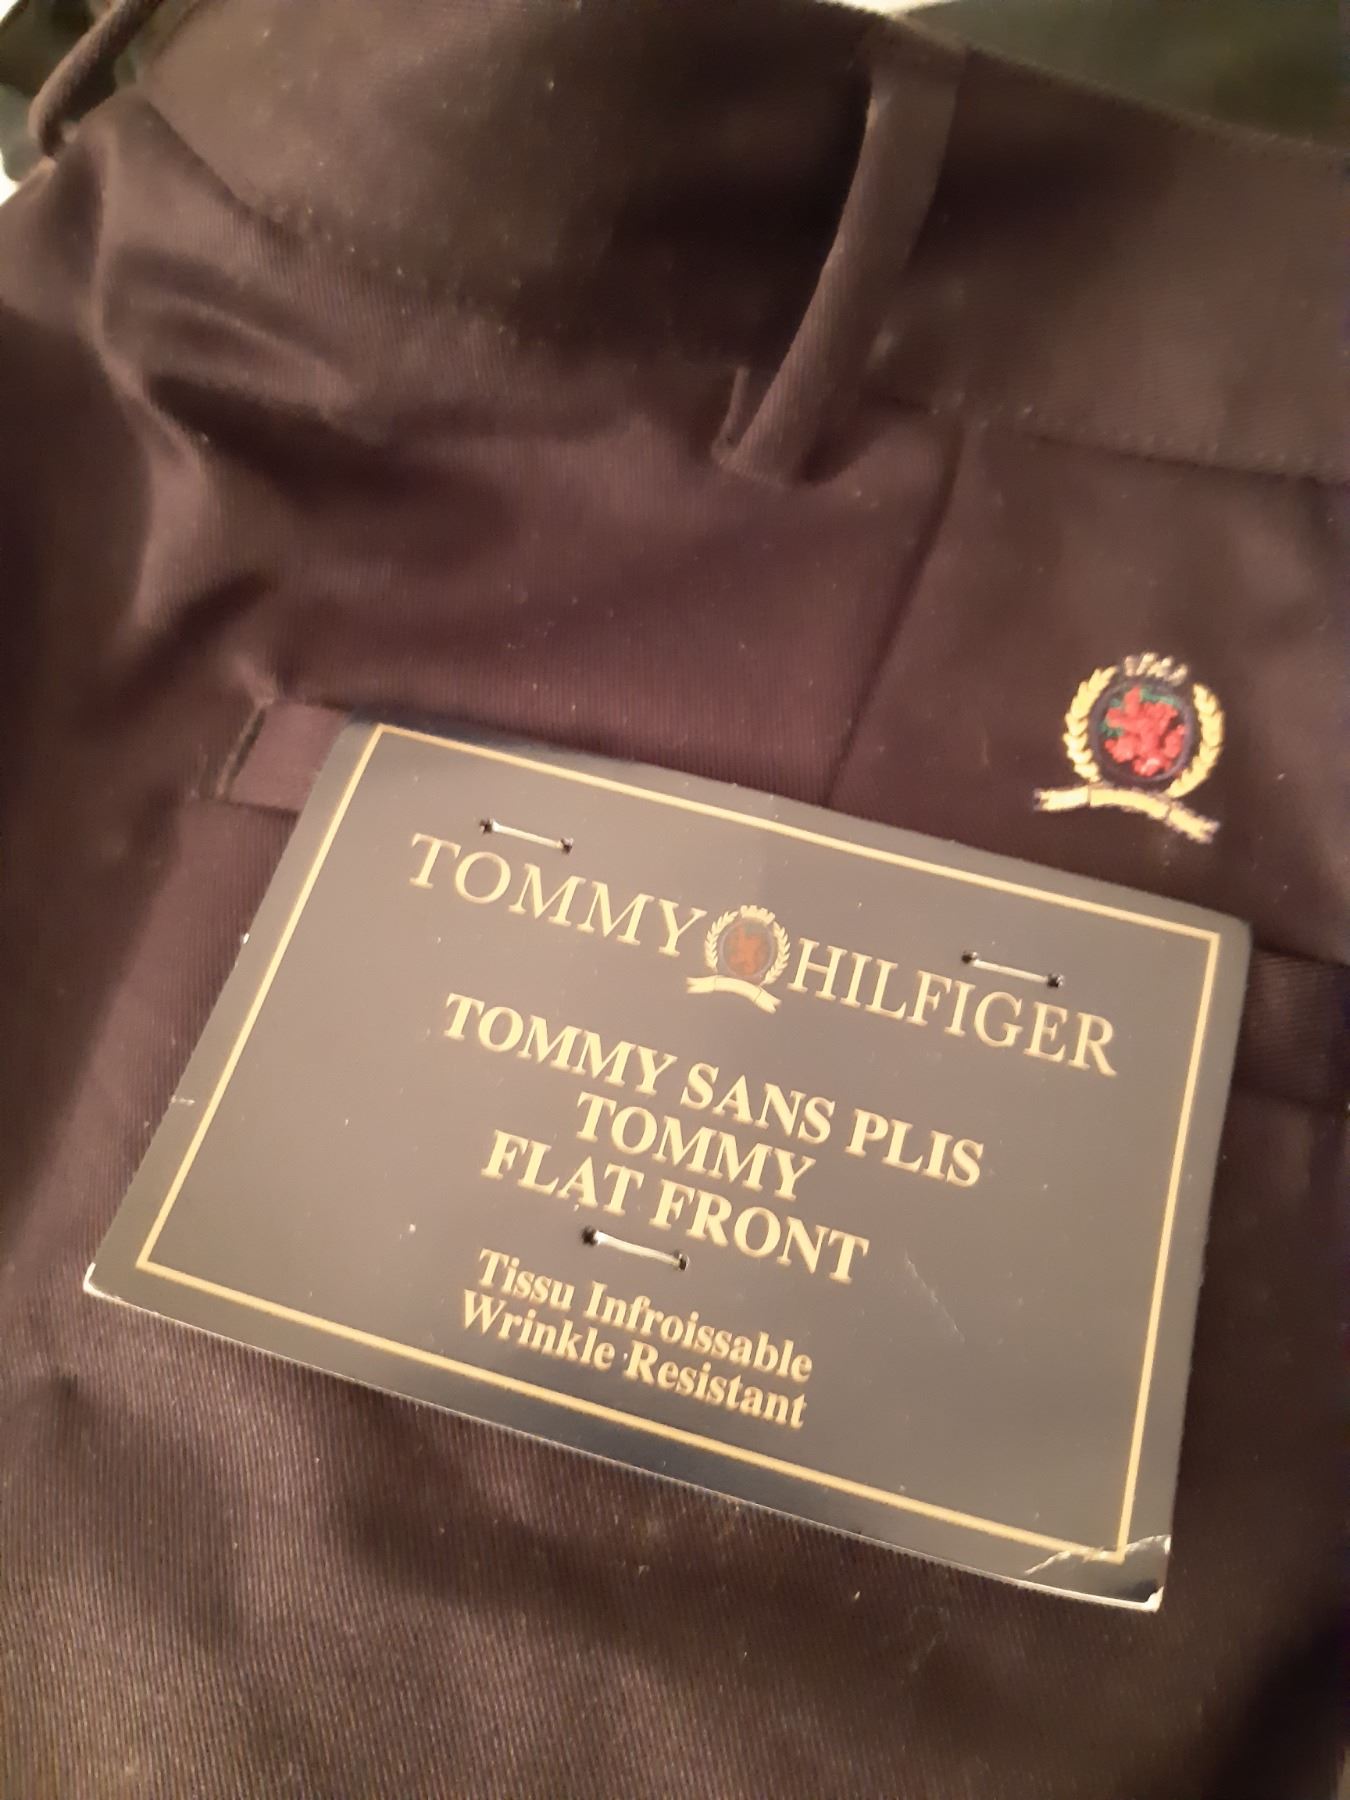 TOMMY HILFIGER
TOMMY SANS PLIS
TOMMY
FLAT FRONT
Tissu Infroissable
Wrinkle Resistant